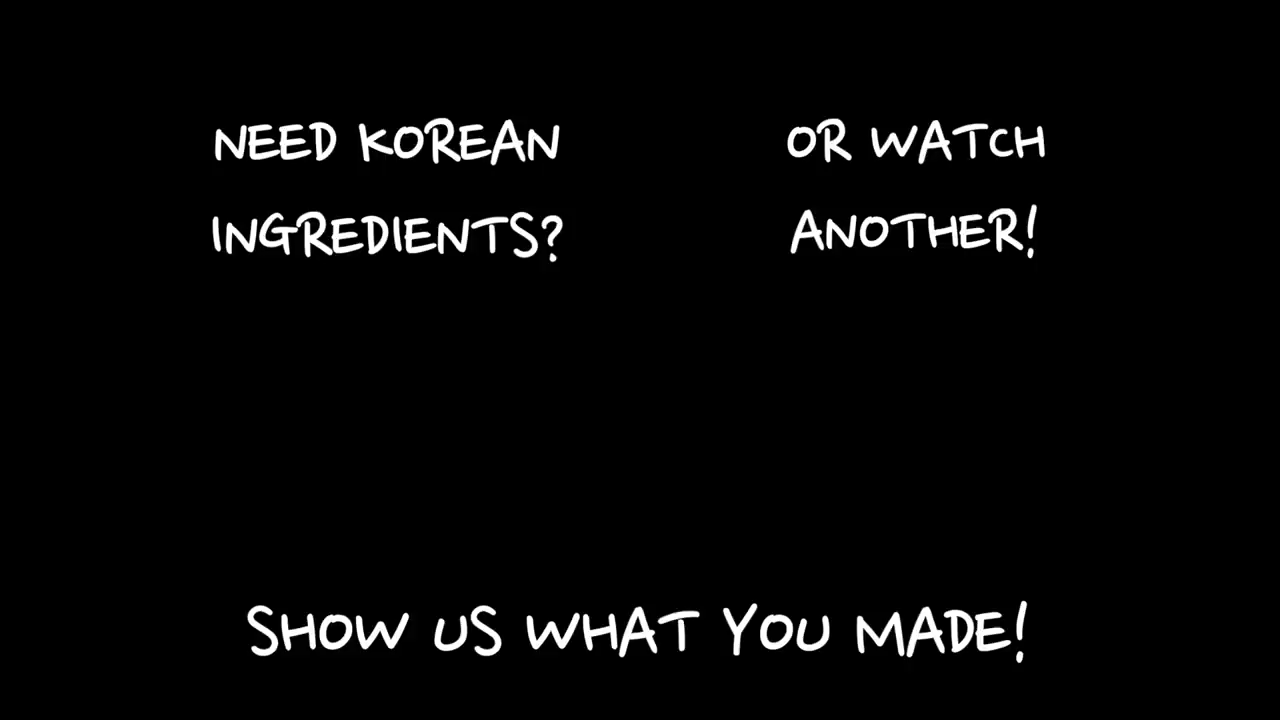 NEED KOREAN
INGREDIENTS?
OR WATCH
ANOTHER!
SHOW US WHAT YOU MADE!